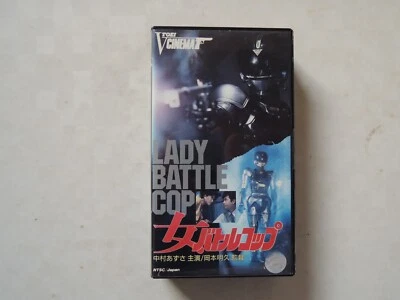 TOEI
V CINEMA
LADY
BATTLE
COP
女バトルコップ
中村あずさ 主演/岡本明久 監督
NTSC-Japan